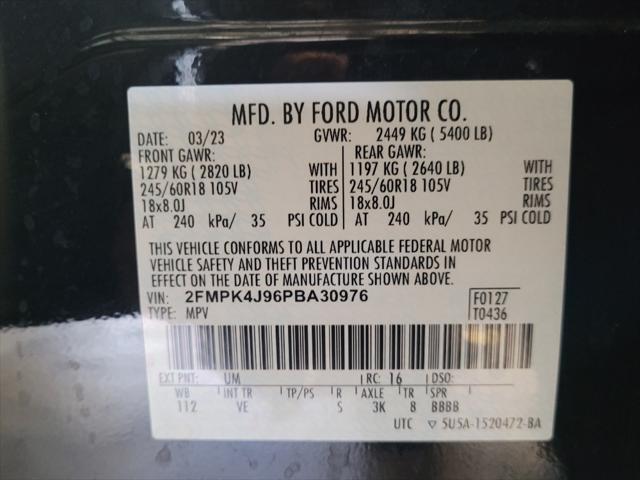 MFD. BY FORD MOTOR CO.
DATE: 03/23 GVWR: 2449 KG ( 5400 LB)
FRONT GAWR: REAR GAWR:
1279 KG ( 2820 LB) WITH 1197 KG ( 2640 LB) WITH
245/60R18 105V TIRES 245/60R18 105V TIRES
18x8.0J RIMS 18x8.0J RIMS
AT 240 kPa/ 35 PSI COLD AT 240 kPa/ 35 PSI COLD
THIS VEHICLE CONFORMS TO ALL APPLICABLE FEDERAL MOTOR
VEHICLE SAFETY AND THEFT PREVENTION STANDARDS IN
EFFECT ON THE DATE OF MANUFACTURE SHOWN ABOVE.
VIN: 2FMPK4J96PBA30976 F0127
TYPE: MPV T0436
EXT PNT: UM RC: 16 DSO:
WB INT TR TP/PS R AXLE TR SPR
112 VE S 3K 8 BBBB
UTC ▽ 5U5A-1520472-BA